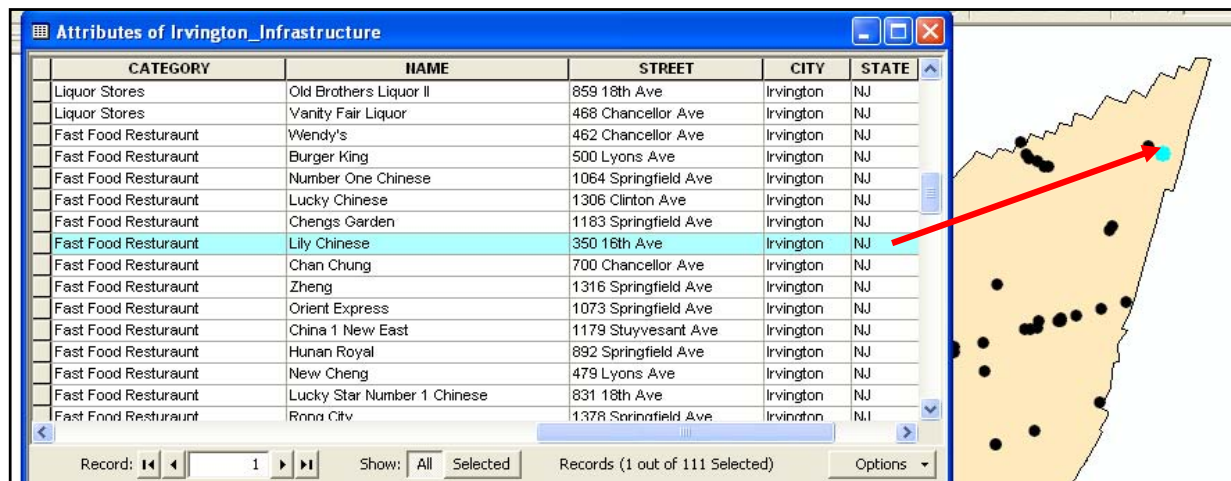 Attributes of Irvington_Infrastructure
CATEGORY NAME STREET CITY STATE
Liquor Stores Old Brothers Liquor II 859 18th Ave Irvington NJ
Liquor Stores Vanity Fair Liquor 468 Chancellor Ave Irvington NJ
Fast Food Resturaunt Wendy's 462 Chancellor Ave Irvington NJ
Fast Food Resturaunt Burger King 500 Lyons Ave Irvington NJ
Fast Food Resturaunt Number One Chinese 1064 Springfield Ave Irvington NJ
Fast Food Resturaunt Lucky Chinese 1306 Clinton Ave Irvington NJ
Fast Food Resturaunt Chengs Garden 1183 Springfield Ave Irvington NJ
Fast Food Resturaunt Lily Chinese 350 16th Ave Irvington NJ
Fast Food Resturaunt Chan Chung 700 Chancellor Ave Irvington NJ
Fast Food Resturaunt Zheng 1316 Springfield Ave Irvington NJ
Fast Food Resturaunt Orient Express 1073 Springfield Ave Irvington NJ
Fast Food Resturaunt China 1 New East 1179 Stuyvesant Ave Irvington NJ
Fast Food Resturaunt Hunan Royal 892 Springfield Ave Irvington NJ
Fast Food Resturaunt New Cheng 479 Lyons Ave Irvington NJ
Fast Food Resturaunt Lucky Star Number 1 Chinese 831 18th Ave Irvington NJ
Fast Food Resturaunt Rong City 1378 Springfield Ave Irvington NJ
Record: 1 Show: All Selected Records (1 out of 111 Selected) Options